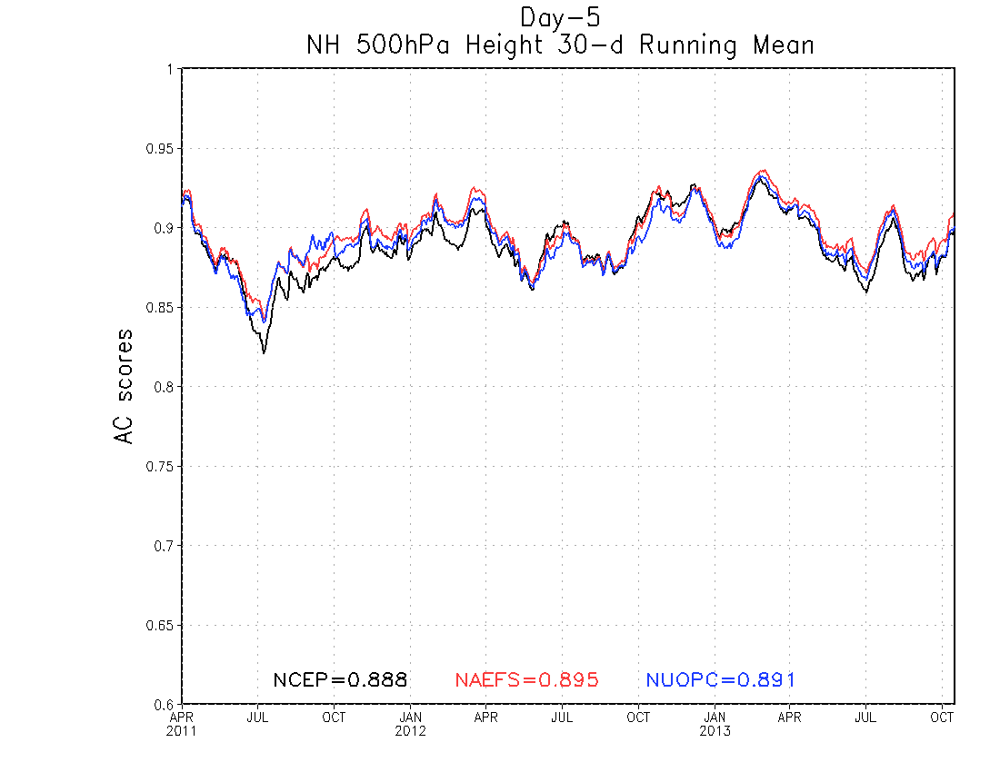 Day-5
NH 500hPa Height 30-d Running Mean
1
0.95
0.9
0.85
0.8
0.75
0.7
0.65
0.6
AC scores
NCEP=0.888 NAEFS=0.895 NUOPC=0.891
APR JUL OCT JAN APR JUL OCT JAN APR JUL OCT
2011 2012 2013